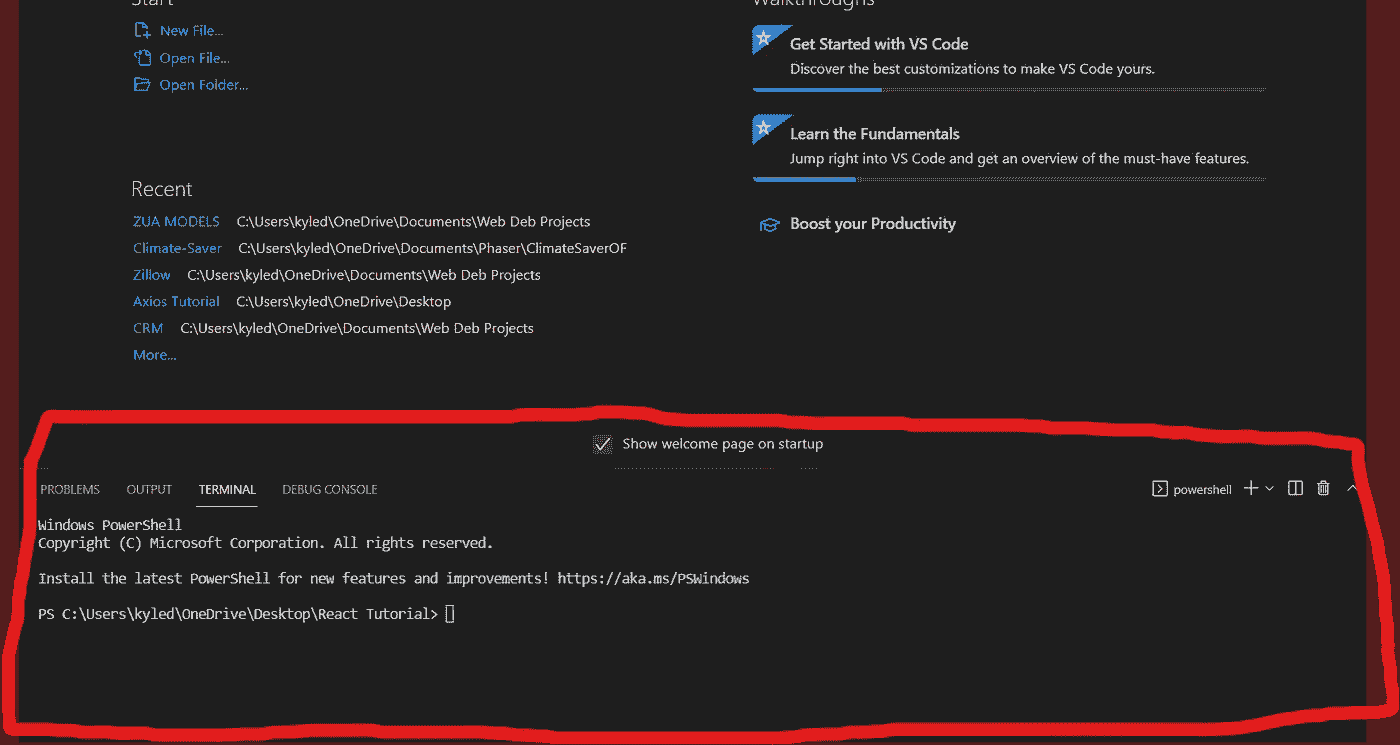 Start
Walkthroughs
New File...
Open File...
Open Folder...
Get Started with VS Code
Discover the best customizations to make VS Code yours.
Learn the Fundamentals
Jump right into VS Code and get an overview of the must-have features.
Boost your Productivity
Recent
ZUA MODELS C:\Users\kyled\OneDrive\Documents\Web Deb Projects
Climate-Saver C:\Users\kyled\OneDrive\Documents\Phaser\ClimateSaverOF
Zillow C:\Users\kyled\OneDrive\Documents\Web Deb Projects
Axios Tutorial C:\Users\kyled\OneDrive\Desktop
CRM C:\Users\kyled\OneDrive\Documents\Web Deb Projects
More...
Show welcome page on startup
PROBLEMS OUTPUT TERMINAL DEBUG CONSOLE powershell
Windows PowerShell
Copyright (C) Microsoft Corporation. All rights reserved.
Install the latest PowerShell for new features and improvements! https://aka.ms/PSWindows
PS C:\Users\kyled\OneDrive\Desktop\React Tutorial>